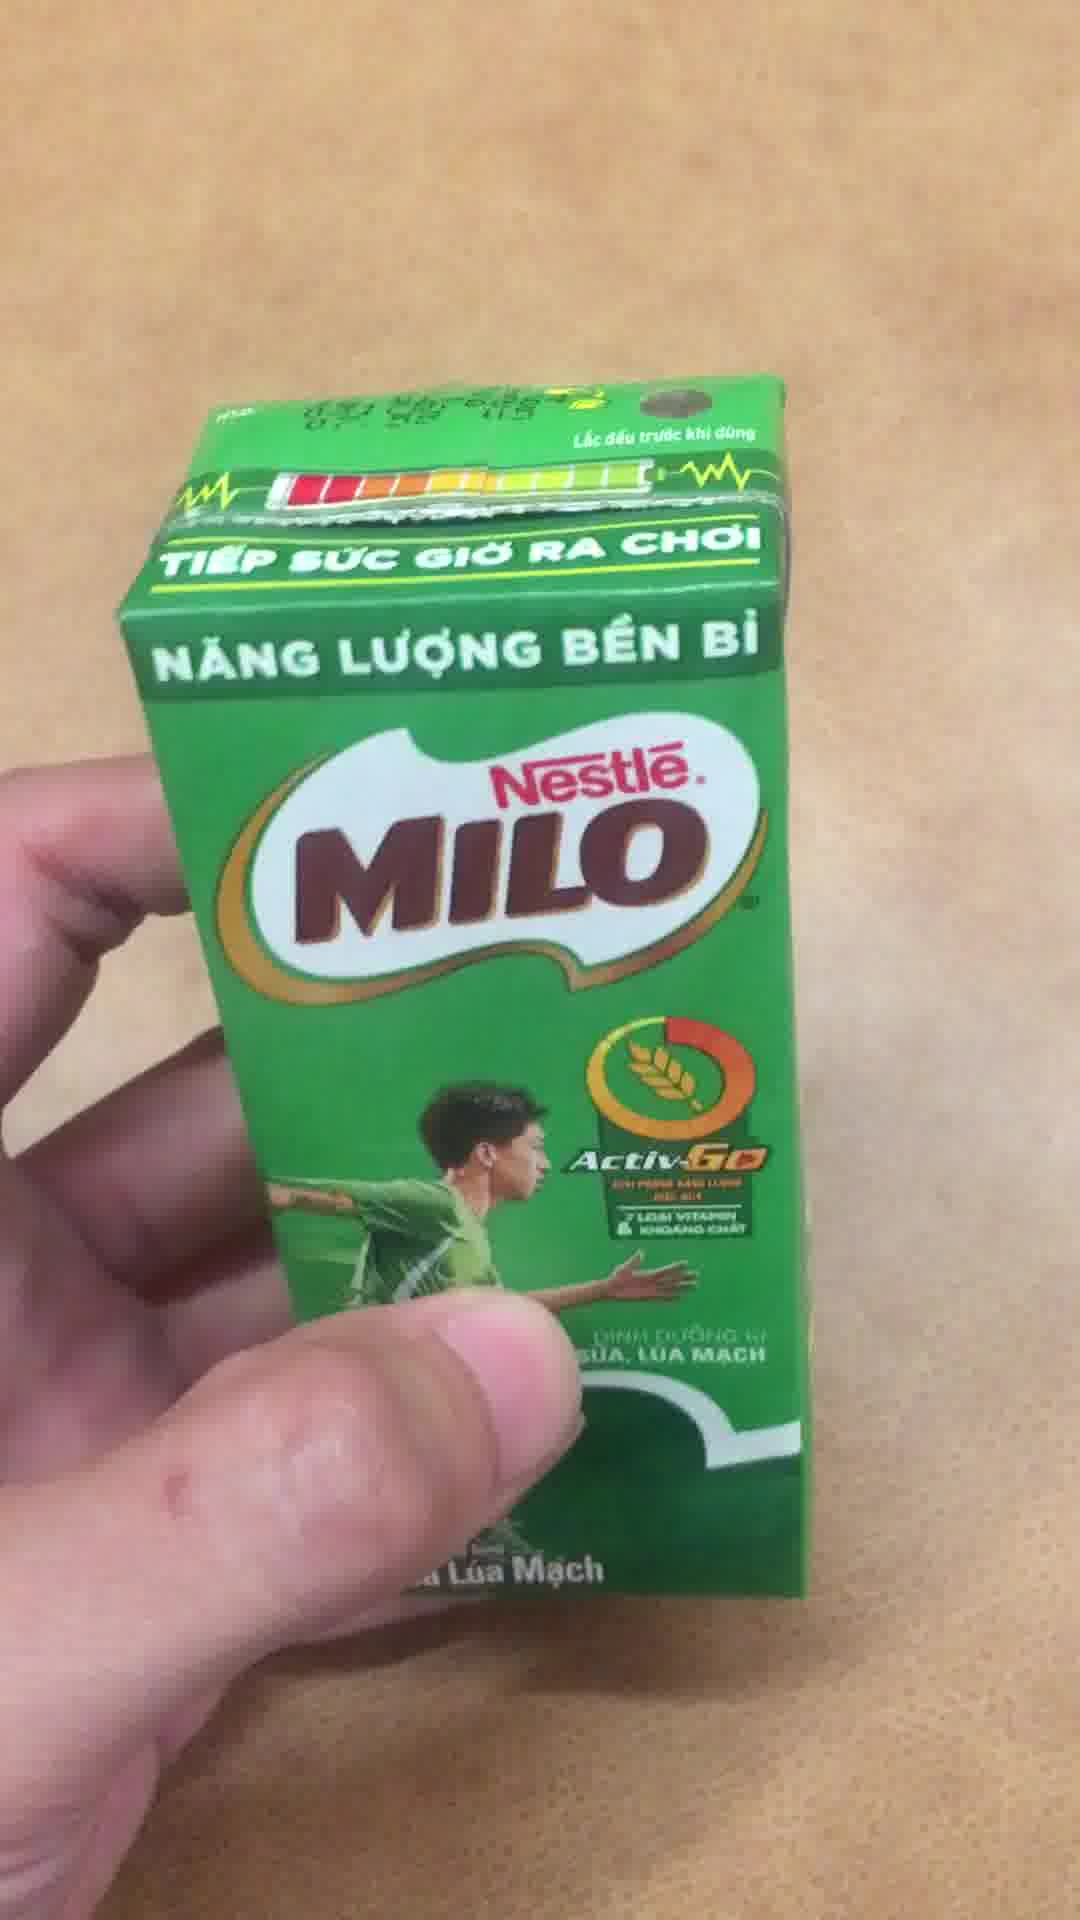 Lắc đều trước khi dùng
TIẾP SỨC GIỜ RA CHƠI
NĂNG LƯỢNG BỀN BỈ
Nestlé
MILO
Activ-Go
7 LOẠI VITAMIN
& KHOÁNG CHẤT
DINH DƯỠNG TỪ
SỮA, LÚA MẠCH
Lúa Mạch